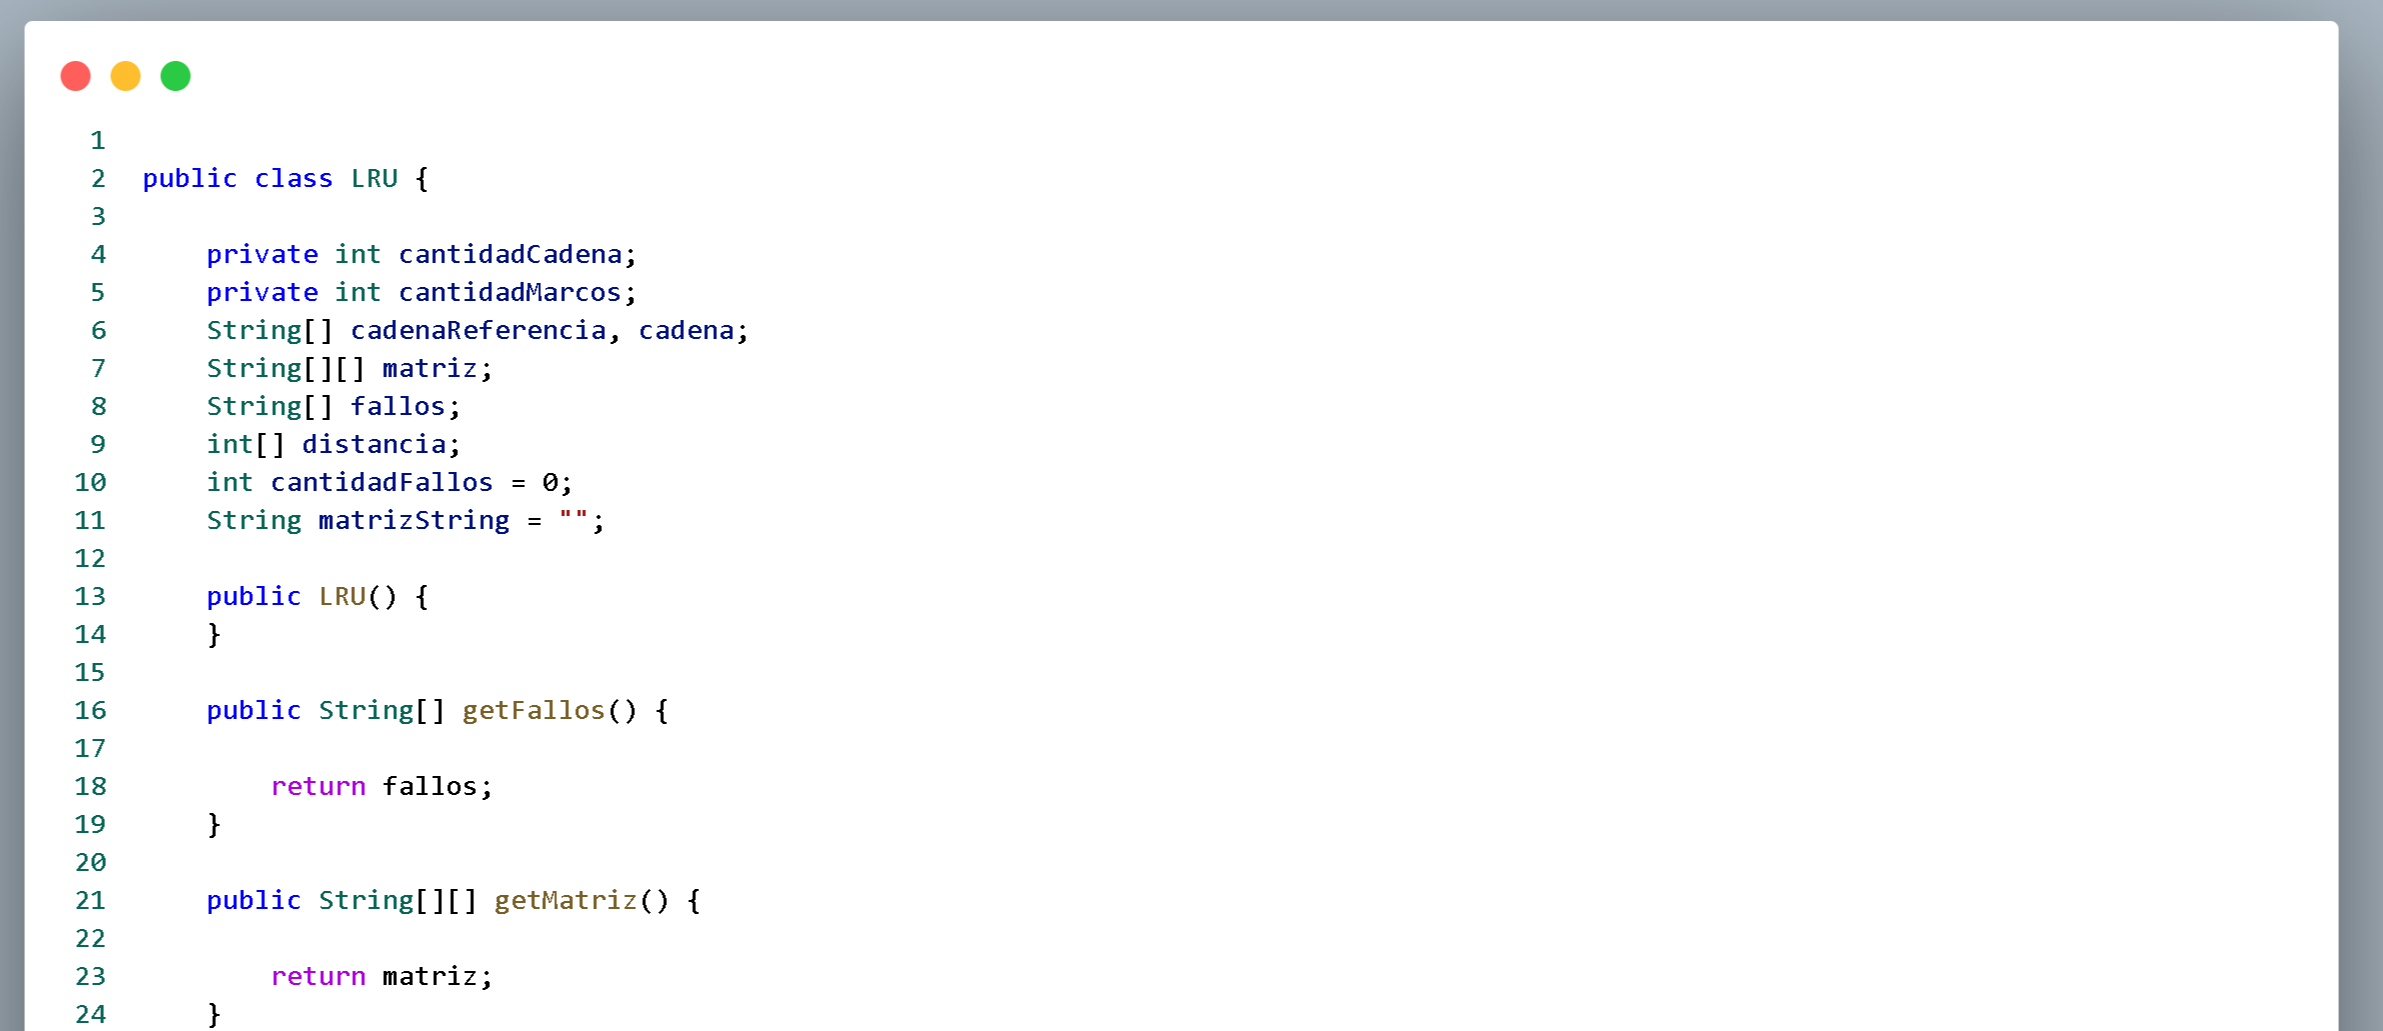 1
2 public class LRU {
3
4 private int cantidadCadena;
5 private int cantidadMarcos;
6 String[] cadenaReferencia, cadena;
7 String[][] matriz;
8 String[] fallos;
9 int[] distancia;
10 int cantidadFallos = 0;
11 String matrizString = "";
12
13 public LRU() {
14 }
15
16 public String[] getFallos() {
17
18 return fallos;
19 }
20
21 public String[][] getMatriz() {
22
23 return matriz;
24 }